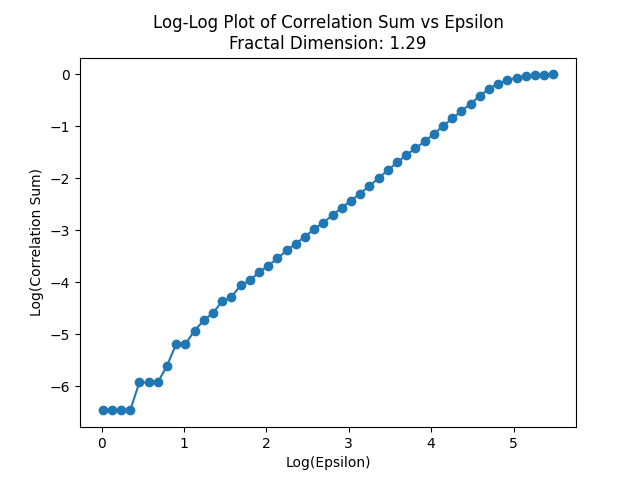 Log-Log Plot of Correlation Sum vs Epsilon
Fractal Dimension: 1.29
0
−1
−2
−3
−4
−5
−6
Log(Correlation Sum)
0 1 2 3 4 5
Log(Epsilon)